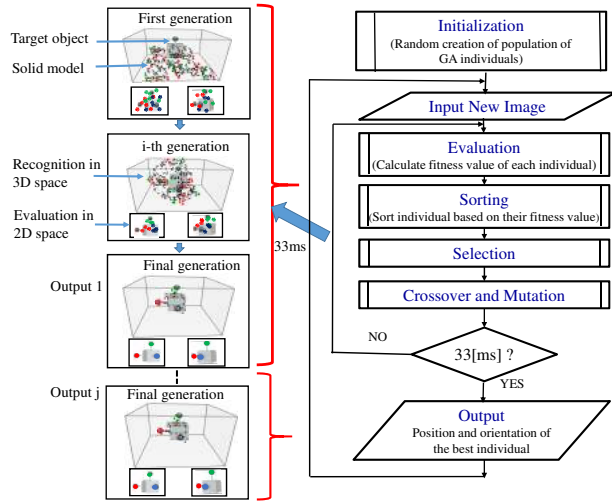 First generation
Target object
Solid model
i-th generation
Recognition in
3D space
Evaluation in
2D space
33ms
Final generation
Output 1
Output j
Final generation
Initialization
(Random creation of population of
GA individuals)
Input New Image
Evaluation
(Calculate fitness value of each individual)
Sorting
(Sort individual based on their fitness value)
Selection
Crossover and Mutation
NO
33[ms] ?
YES
Output
Position and orientation of
the best individual